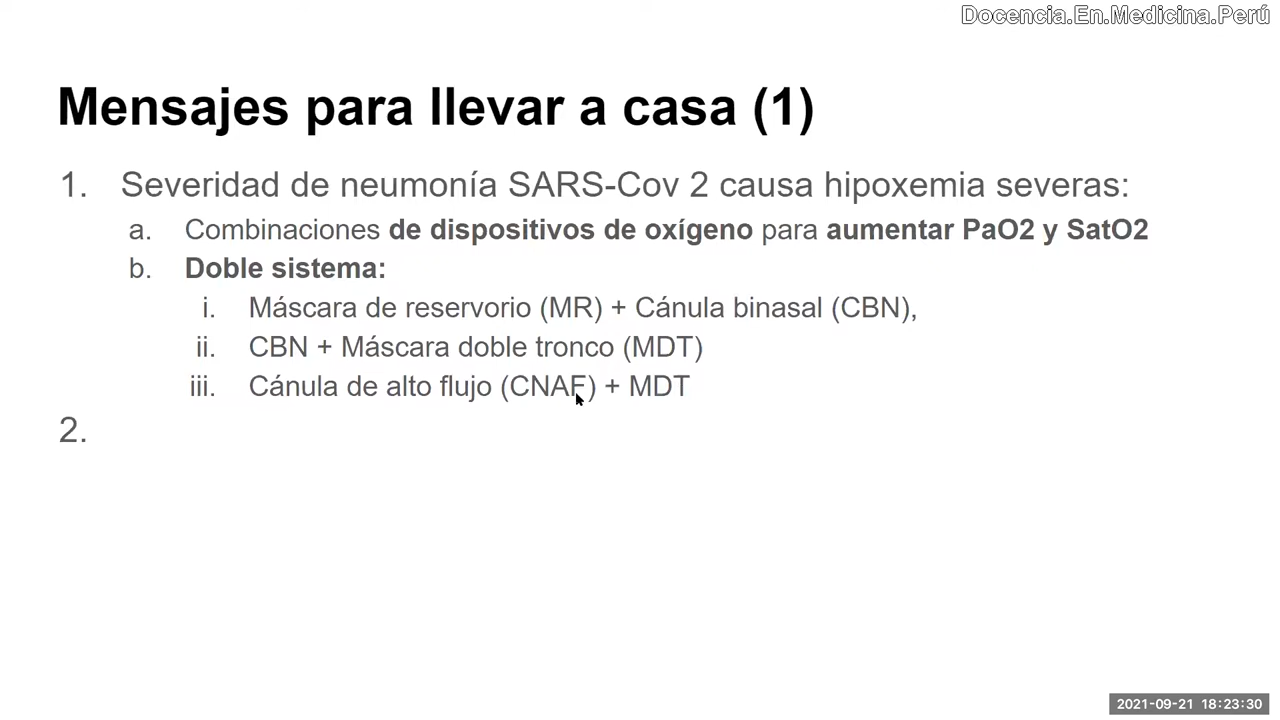 Docencia.En.Medicina.Perú
Mensajes para llevar a casa (1)
1. Severidad de neumonía SARS-Cov 2 causa hipoxemia severas:
a. Combinaciones de dispositivos de oxígeno para aumentar PaO2 y SatO2
b. Doble sistema:
i. Máscara de reservorio (MR) + Cánula binasal (CBN),
ii. CBN + Máscara doble tronco (MDT)
iii. Cánula de alto flujo (CNAF) + MDT
2.
2021-09-21 18:23:30